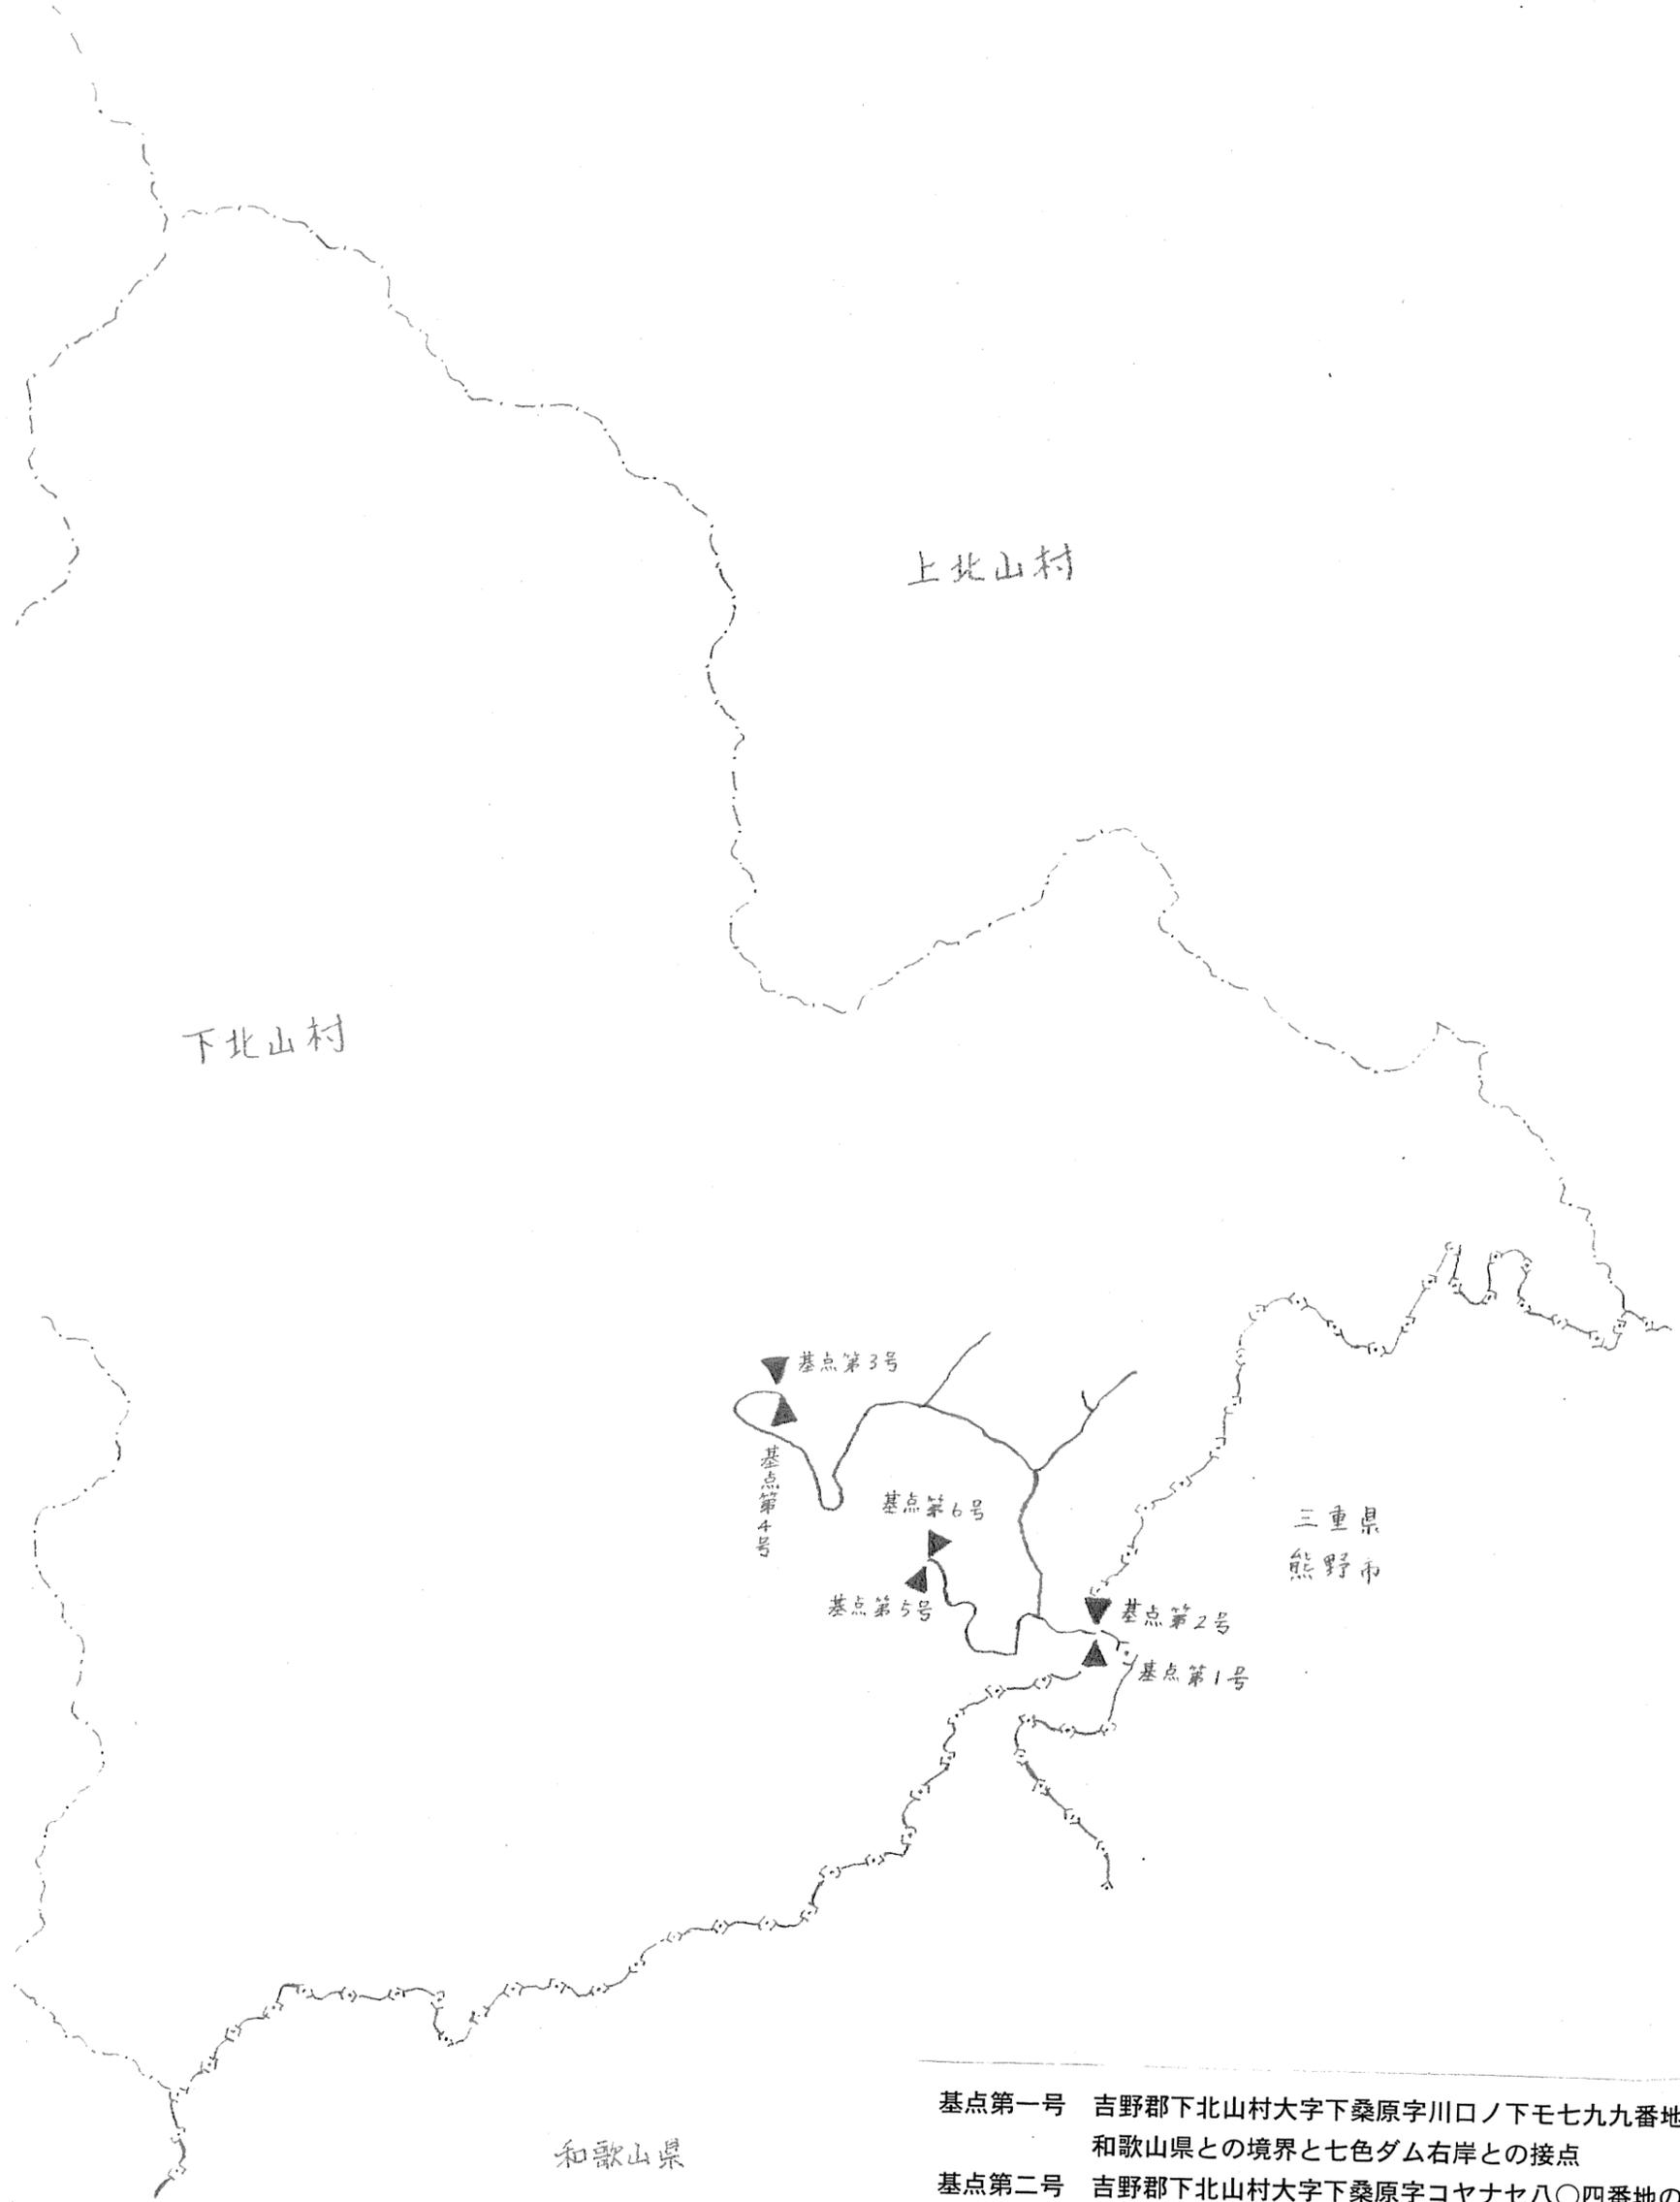 上北山村
下北山村
基点第3号
基点第4号
基点第6号
基点第5号
三重県
熊野市
基点第2号
基点第1号
和歌山県
基点第一号 吉野郡下北山村大字下桑原字川口ノ下モ七九九番地
和歌山県との境界と七色ダム右岸との接点
基点第二号 吉野郡下北山村大字下桑原字コヤナセ八〇四番地の